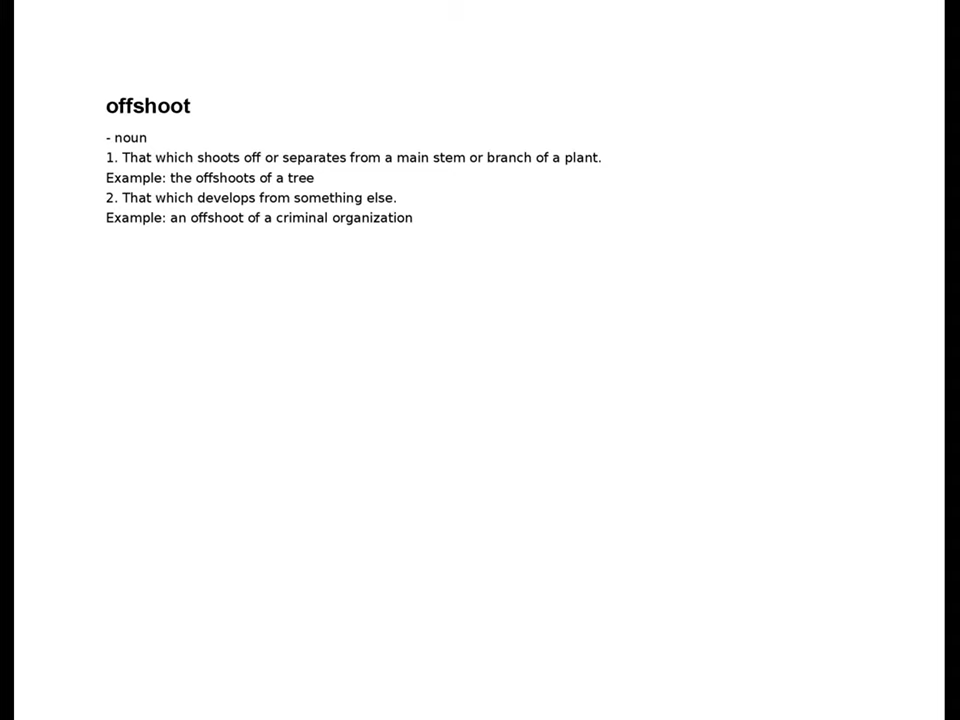 offshoot
- noun
1. That which shoots off or separates from a main stem or branch of a plant.
Example: the offshoots of a tree
2. That which develops from something else.
Example: an offshoot of a criminal organization